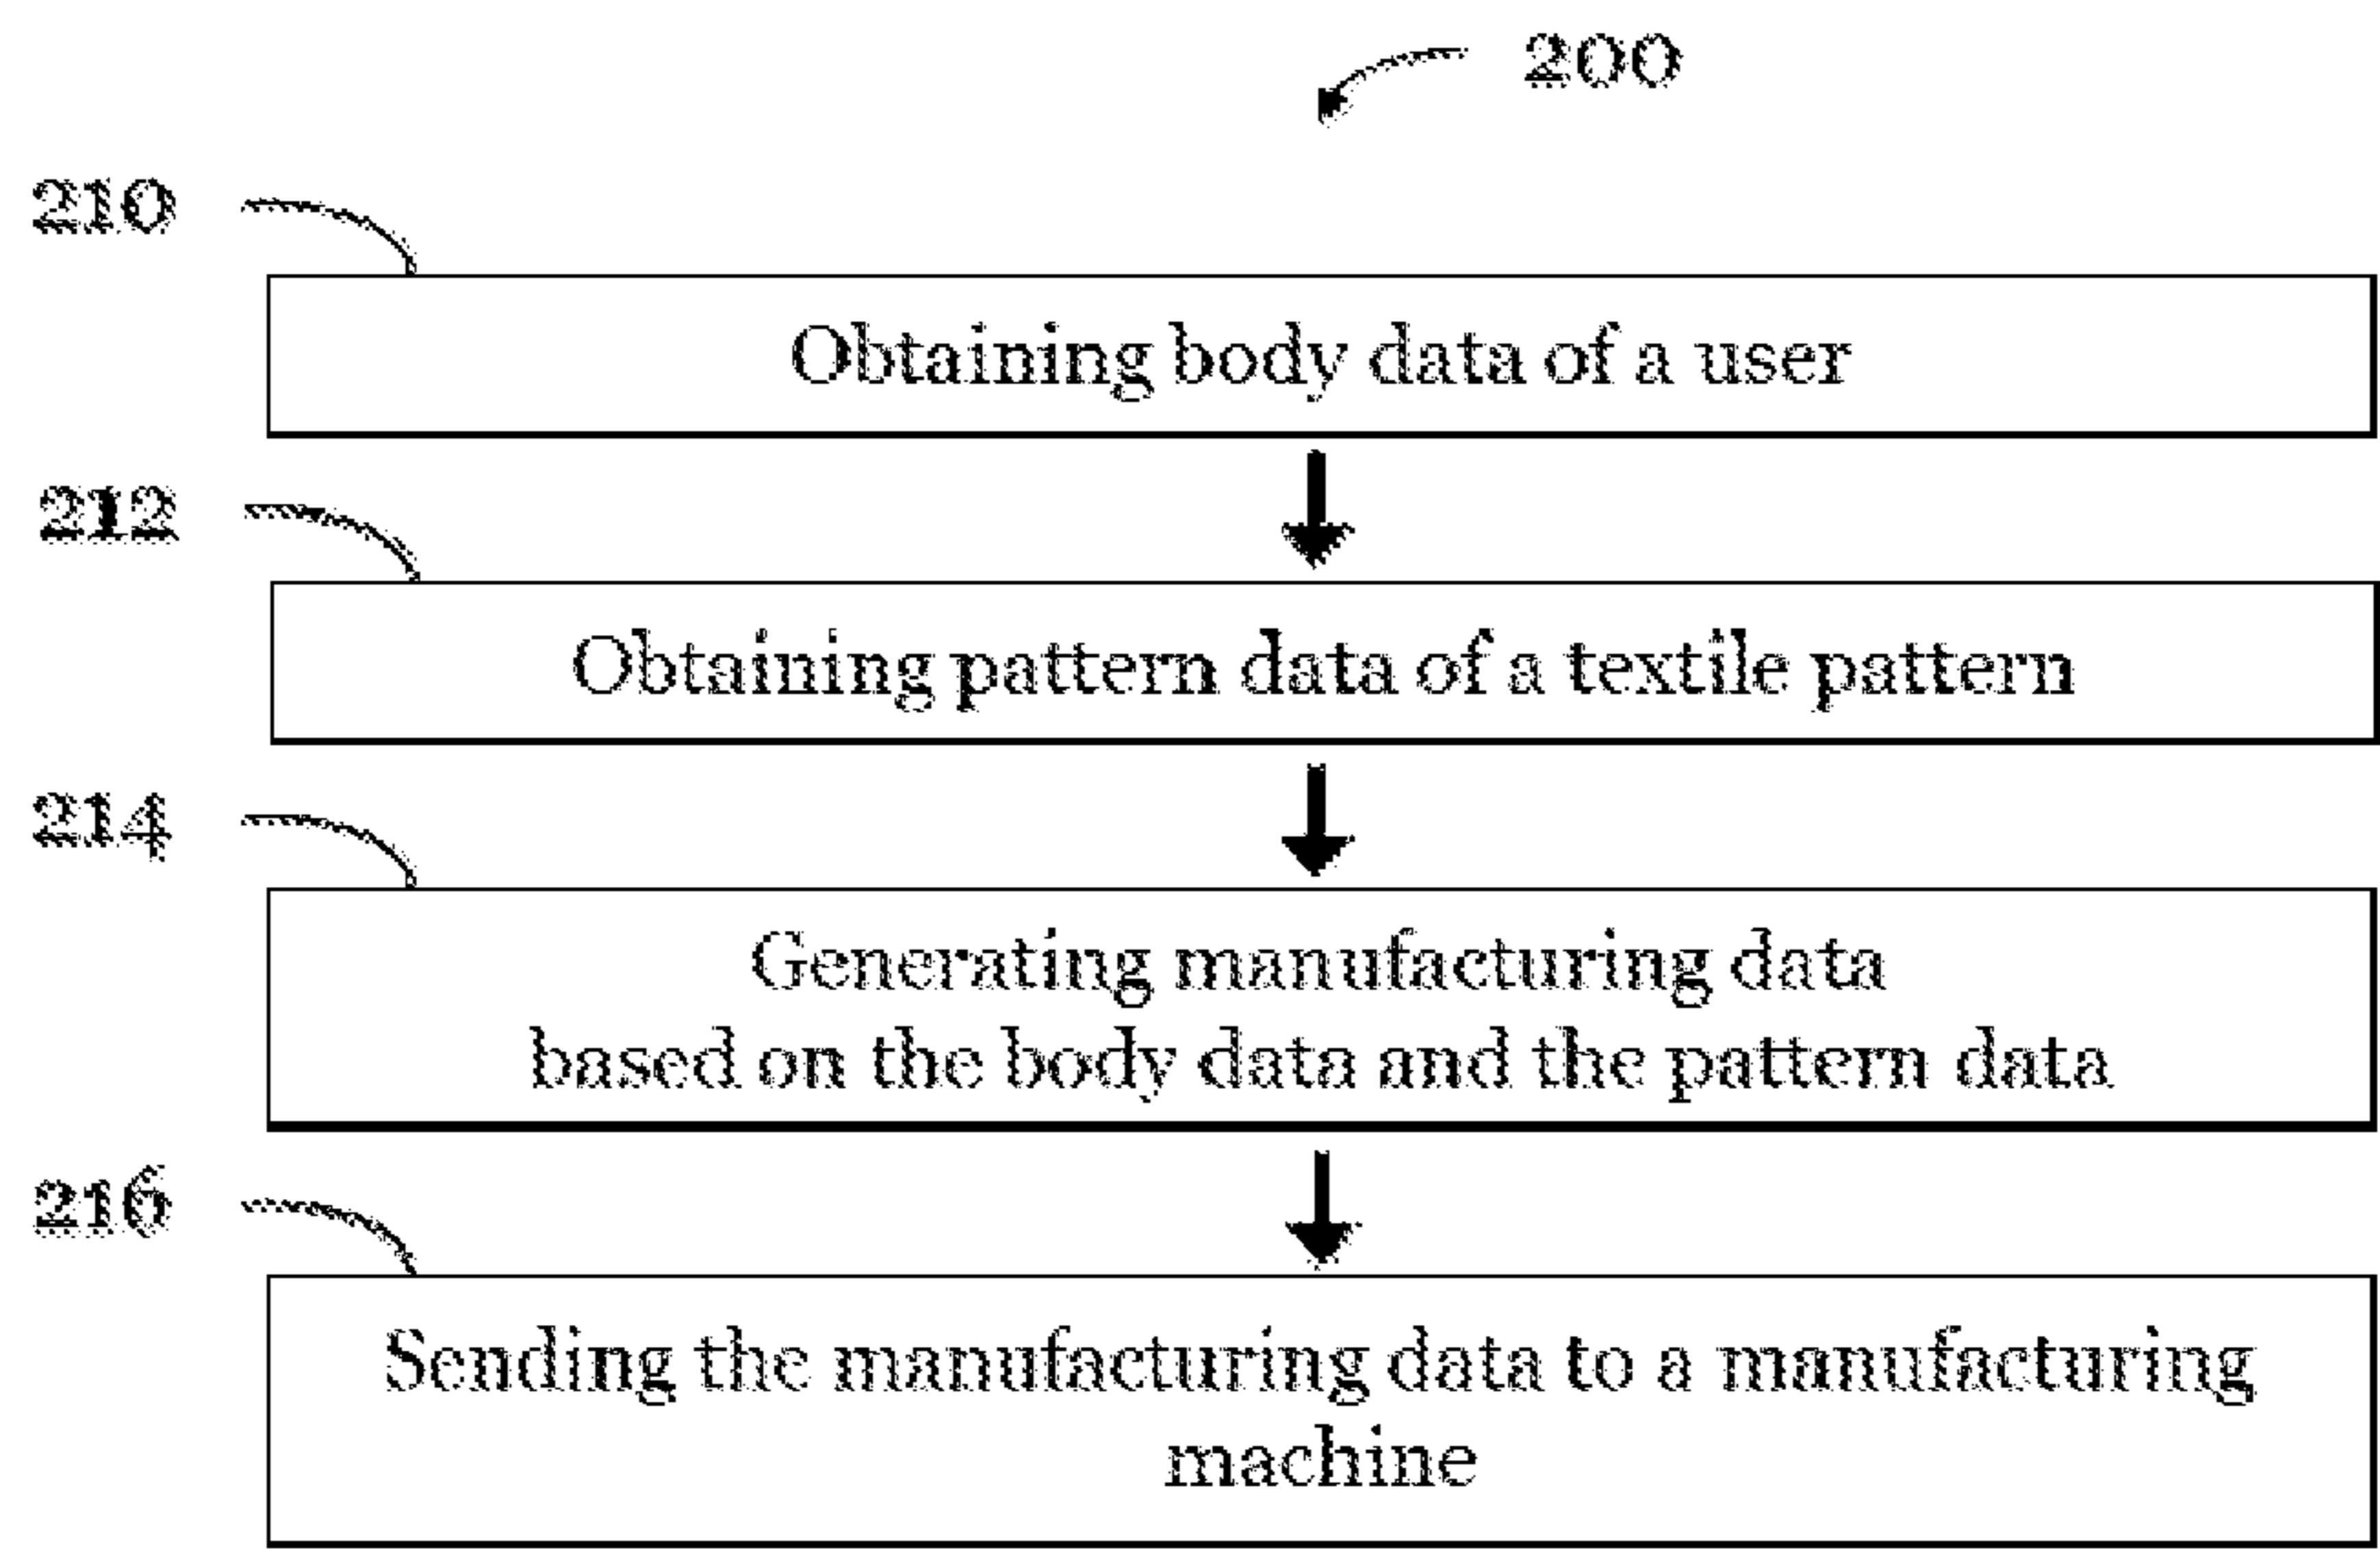 200
210
Obtaining body data of a user
212
Obtaining pattern data of a textile pattern
214
Generating manufacturing data
based on the body data and the pattern data
216
Sending the manufacturing data to a manufacturing
machine